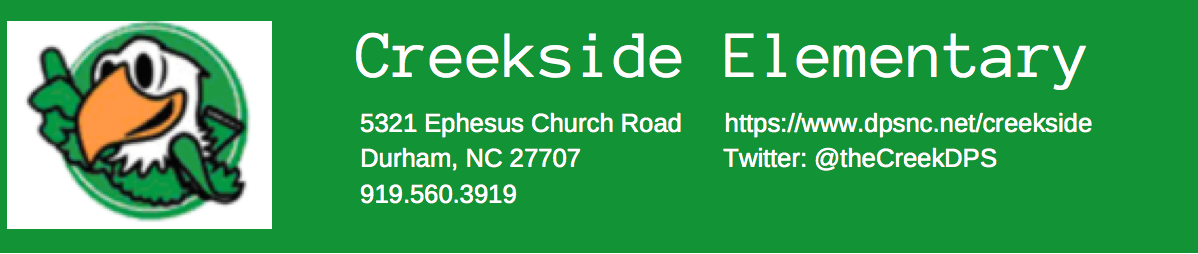 Creekside Elementary
5321 Ephesus Church Road
Durham, NC 27707
919.560.3919
https://www.dpsnc.net/creekside
Twitter: @theCreekDPS